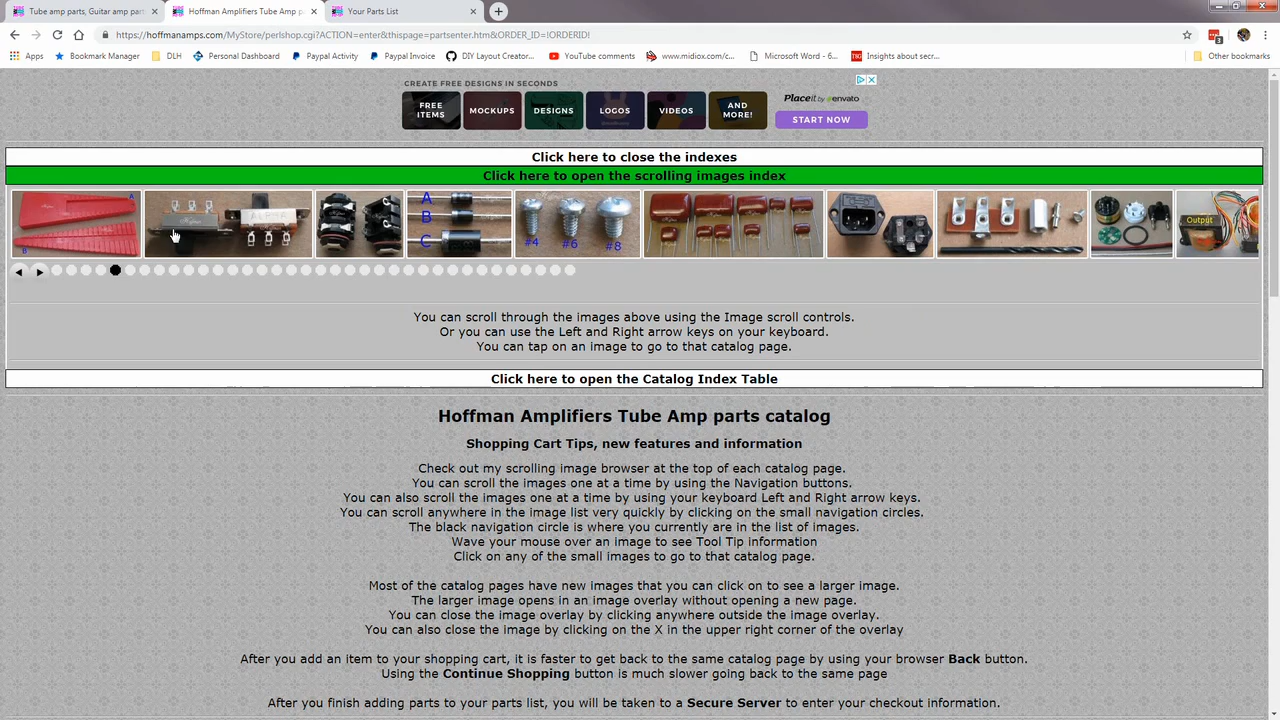 Tube amp parts, Guitar amp parts
Hoffman Amplifiers Tube Amp p
Your Parts List
https://hoffmanamps.com/MyStore/perlshop.cgi?ACTION=enter&thispage=partsenter.htm&ORDER_ID=!ORDERID!
3
Apps
Bookmark Manager
DLH
Personal Dashboard
Paypal Activity
Paypal Invoice
DIY Layout Creator...
YouTube comments
www.midiox.com/c...
Microsoft Word - 6...
Insights about secr...
Other bookmarks
CREATE FREE DESIGNS IN SECONDS
FREE ITEMS
MOCKUPS
DESIGNS
LOGOS
VIDEOS
AND MORE!
Placeit by envato
START NOW
Click here to close the indexes
Click here to open the scrolling images index
A
B
ALPHA
A
B
C
#4
#6
#8
Output
You can scroll through the images above using the Image scroll controls.
Or you can use the Left and Right arrow keys on your keyboard.
You can tap on an image to go to that catalog page.
Click here to open the Catalog Index Table
Hoffman Amplifiers Tube Amp parts catalog
Shopping Cart Tips, new features and information
Check out my scrolling image browser at the top of each catalog page.
You can scroll the images one at a time by using the Navigation buttons.
You can also scroll the images one at a time by using your keyboard Left and Right arrow keys.
You can scroll anywhere in the image list very quickly by clicking on the small navigation circles.
The black navigation circle is where you currently are in the list of images.
Wave your mouse over an image to see Tool Tip information
Click on any of the small images to go to that catalog page.
Most of the catalog pages have new images that you can click on to see a larger image.
The larger image opens in an image overlay without opening a new page.
You can close the image overlay by clicking anywhere outside the image overlay.
You can also close the image by clicking on the X in the upper right corner of the overlay
After you add an item to your shopping cart, it is faster to get back to the same catalog page by using your browser Back button.
Using the Continue Shopping button is much slower going back to the same page
After you finish adding parts to your parts list, you will be taken to a Secure Server to enter your checkout information.